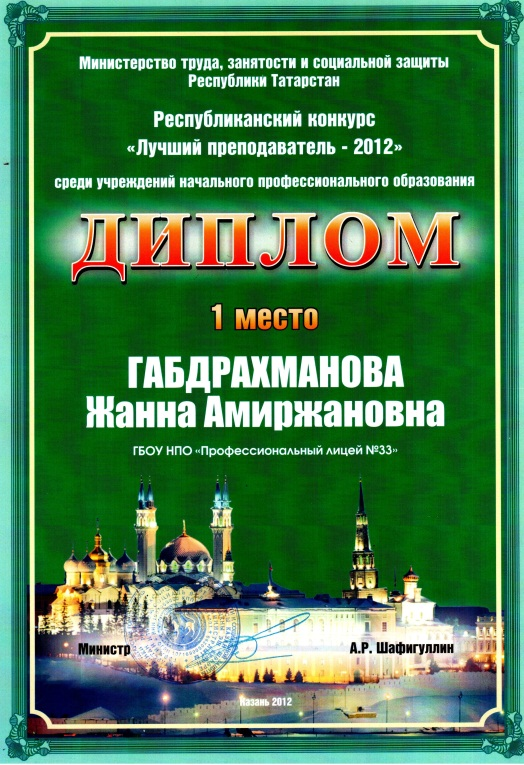 Министерство труда, занятости и социальной защиты
Республики Татарстан
Республиканский конкурс
«Лучший преподаватель - 2012»
среди учреждений начального профессионального образования
ДИПЛОМ
1 место
ГАБДРАХМАНОВА
Жанна Амиржановна
ГБОУ НПО «Профессиональный лицей №33»
Министр
А.Р. Шафигуллин
Казань 2012